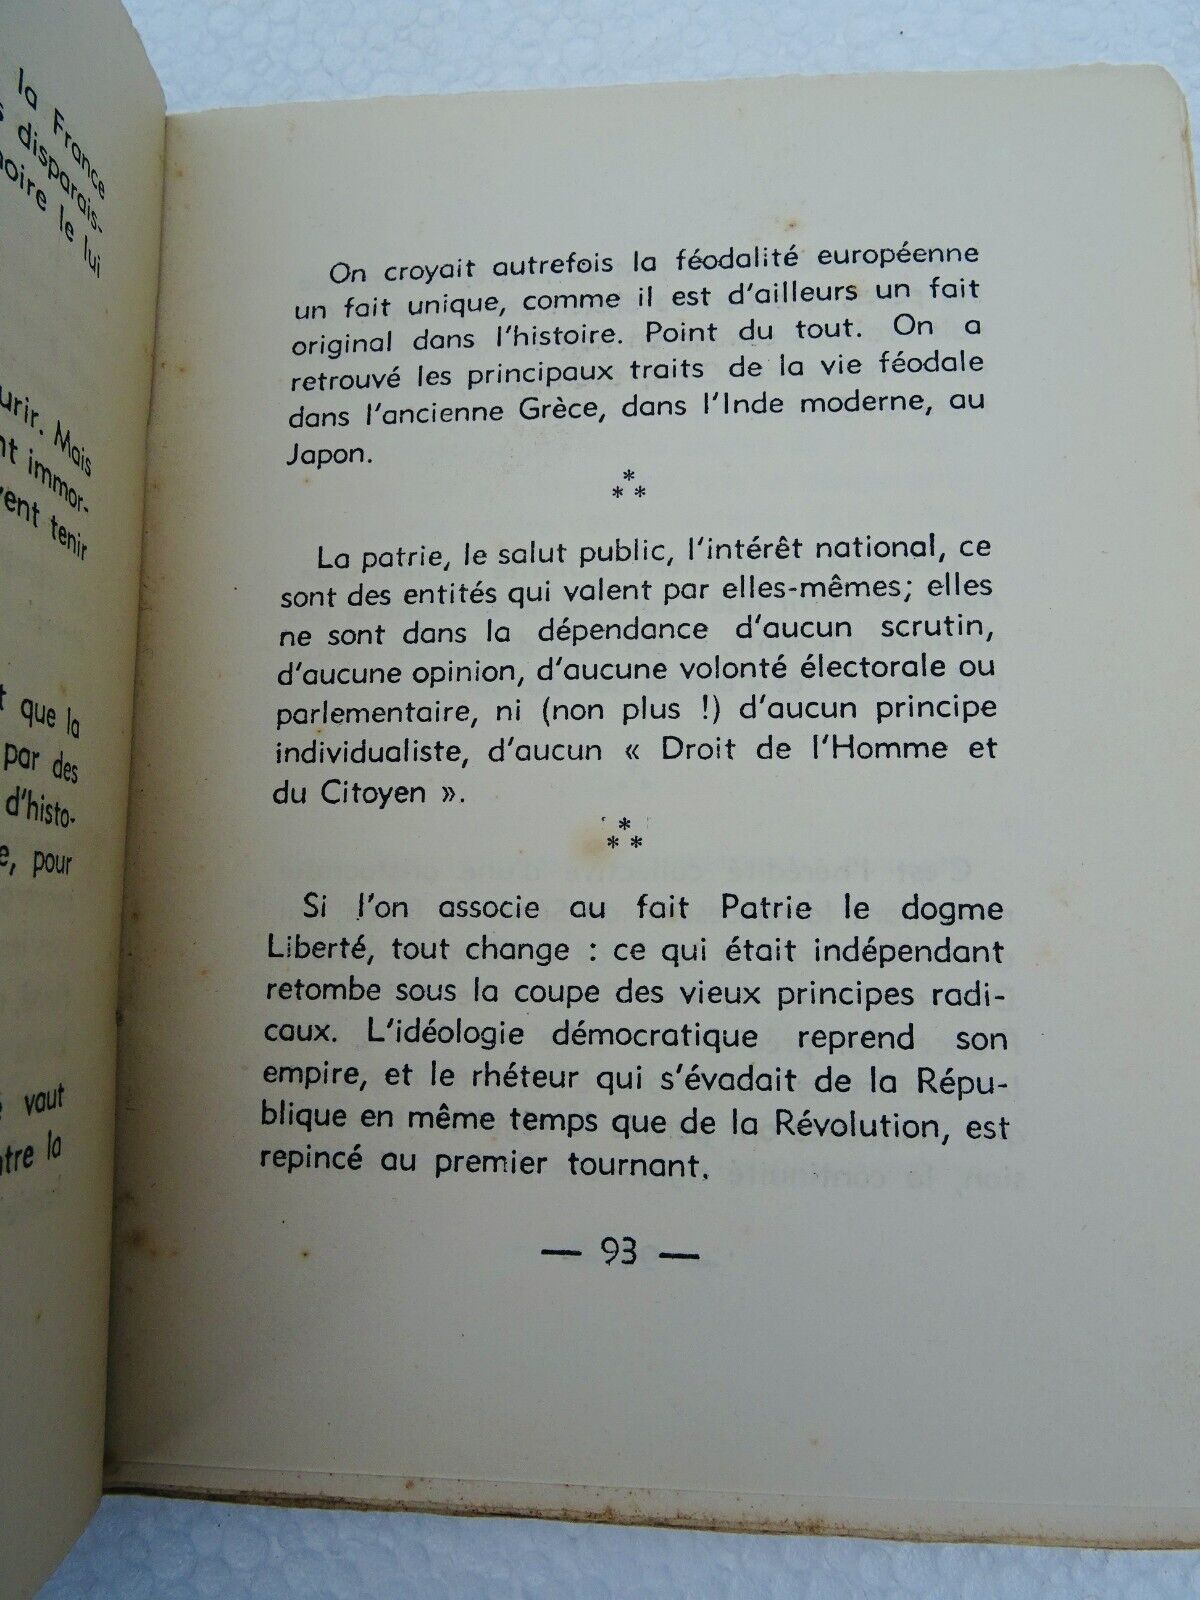 la France
disparais-
le lui
urir. Mais
nt immor-
vent tenir
t que la
par des
d'histo-
e, pour
vaut
ntre la
On croyait autrefois la féodalité européenne
un fait unique, comme il est d'ailleurs un fait
original dans l'histoire. Point du tout. On a
retrouvé les principaux traits de la vie féodale
dans l'ancienne Grèce, dans l'Inde moderne, au
Japon.
*
* *
La patrie, le salut public, l'intérêt national, ce
sont des entités qui valent par elles-mêmes; elles
ne sont dans la dépendance d'aucun scrutin,
d'aucune opinion, d'aucune volonté électorale ou
parlementaire, ni (non plus !) d'aucun principe
individualiste, d'aucun « Droit de l'Homme et
du Citoyen ».
*
* *
Si l'on associe au fait Patrie le dogme
Liberté, tout change : ce qui était indépendant
retombe sous la coupe des vieux principes radi-
caux. L'idéologie démocratique reprend son
empire, et le rhéteur qui s'évadait de la Répu-
blique en même temps que de la Révolution, est
repincé au premier tournant.
— 93 —